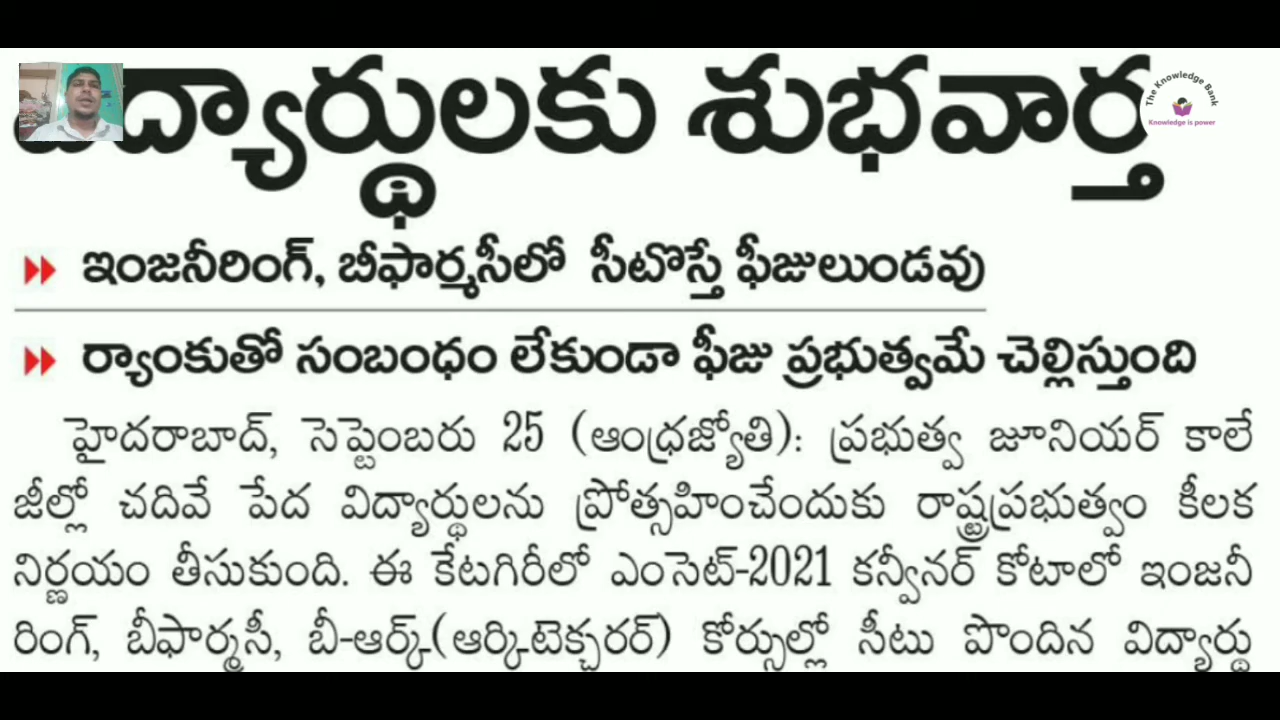 విద్యార్థులకు శుభవార్త
The Knowledge Bank
Knowledge is power
ఇంజనీరింగ్, బీఫార్మసీలో సీటొస్తే ఫీజులుండవు
ర్యాంకుతో సంబంధం లేకుండా ఫీజు ప్రభుత్వమే చెల్లిస్తుంది
హైదరాబాద్, సెప్టెంబరు 25 (ఆంధ్రజ్యోతి): ప్రభుత్వ జూనియర్ కాలే
జీల్లో చదివే పేద విద్యార్థులను ప్రోత్సహించేందుకు రాష్ట్రప్రభుత్వం కీలక
నిర్ణయం తీసుకుంది. ఈ కేటగిరీలో ఎంసెట్-2021 కన్వీనర్ కోటాలో ఇంజనీ
రింగ్, బీఫార్మసీ, బీ-ఆర్క్(ఆర్కిటెక్చరర్) కోర్సుల్లో సీటు పొందిన విద్యార్థు